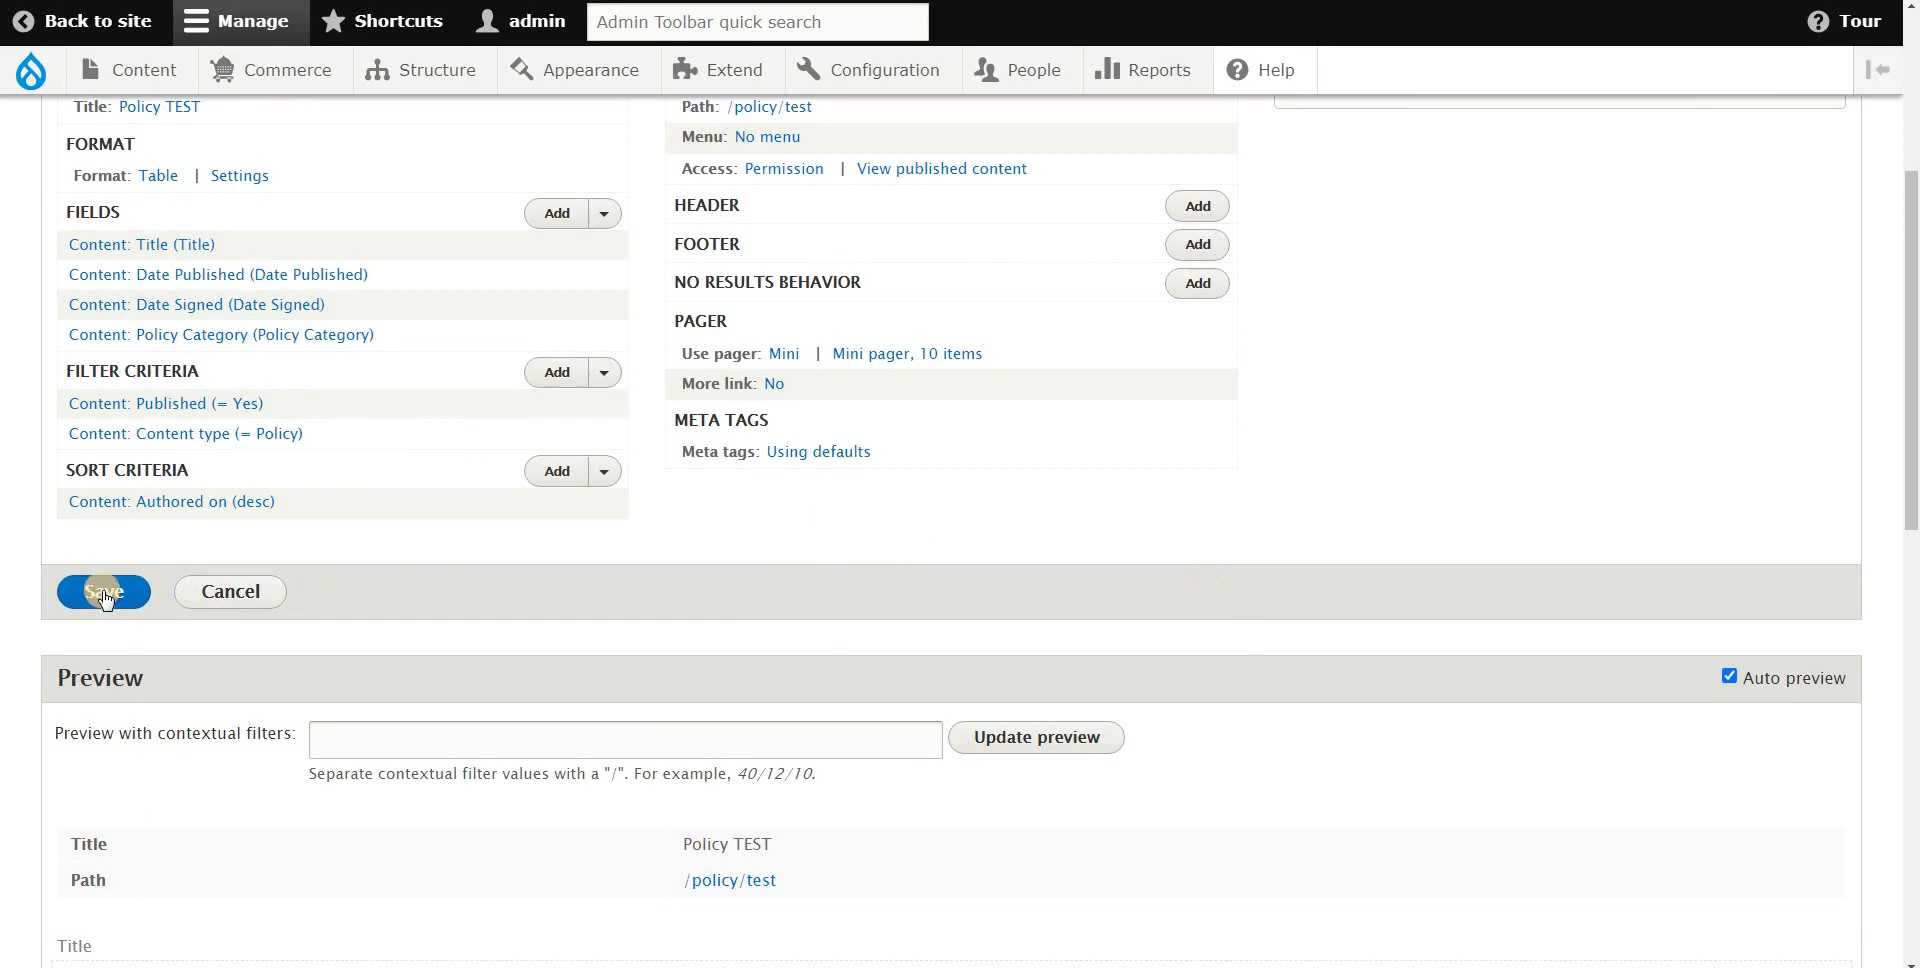 Back to site Manage Shortcuts admin Admin Toolbar quick search Tour
Content Commerce Structure Appearance Extend Configuration People Reports Help
Title: Policy TEST
FORMAT
Format: Table | Settings
FIELDS Add
Content: Title (Title)
Content: Date Published (Date Published)
Content: Date Signed (Date Signed)
Content: Policy Category (Policy Category)
FILTER CRITERIA Add
Content: Published (= Yes)
Content: Content type (= Policy)
SORT CRITERIA Add
Content: Authored on (desc)
Path: /policy/test
Menu: No menu
Access: Permission | View published content
HEADER Add
FOOTER Add
NO RESULTS BEHAVIOR Add
PAGER
Use pager: Mini | Mini pager, 10 items
More link: No
META TAGS
Meta tags: Using defaults
Save Cancel
Preview Auto preview
Preview with contextual filters: Update preview
Separate contextual filter values with a "/". For example, 40/12/10.
Title Policy TEST
Path /policy/test
Title